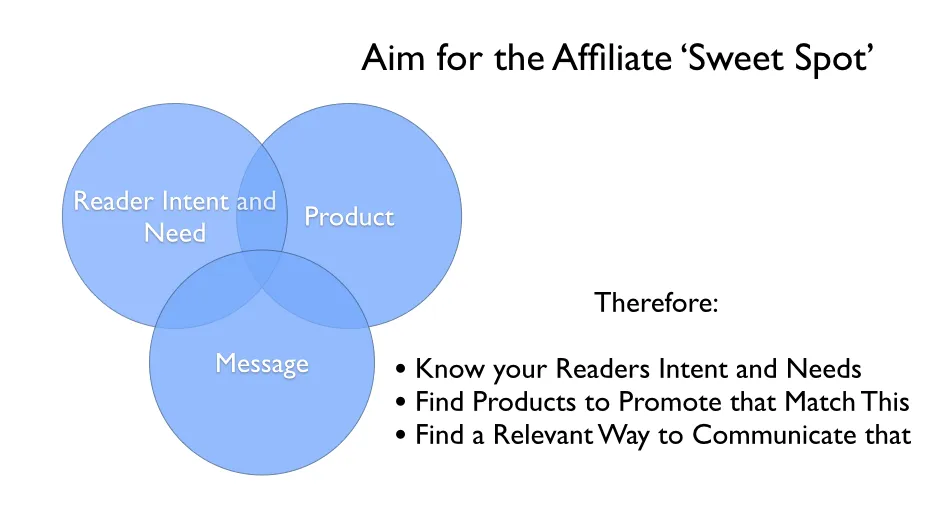 Aim for the Affiliate ‘Sweet Spot’
Reader Intent and
Need
Product
Message
Therefore:
• Know your Readers Intent and Needs
• Find Products to Promote that Match This
• Find a Relevant Way to Communicate that